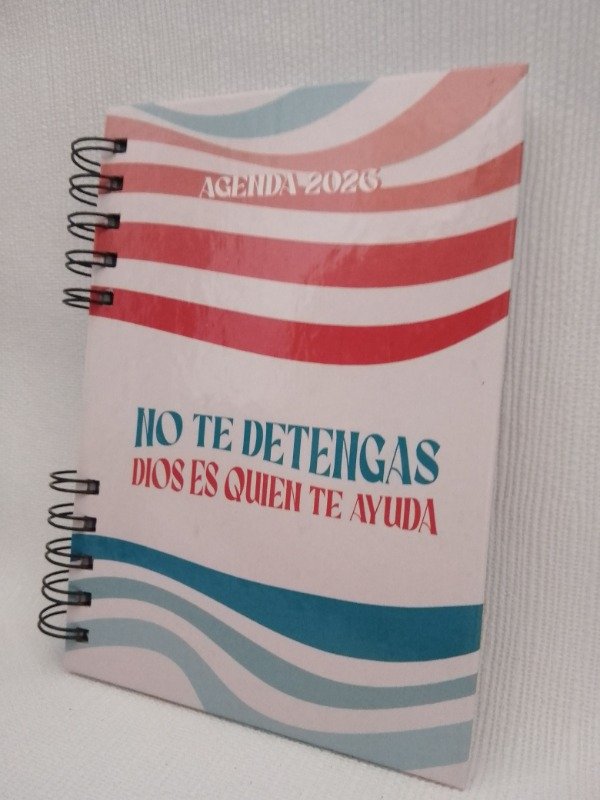 AGENDA 2026
NO TE DETENGAS
DIOS ES QUIEN TE AYUDA